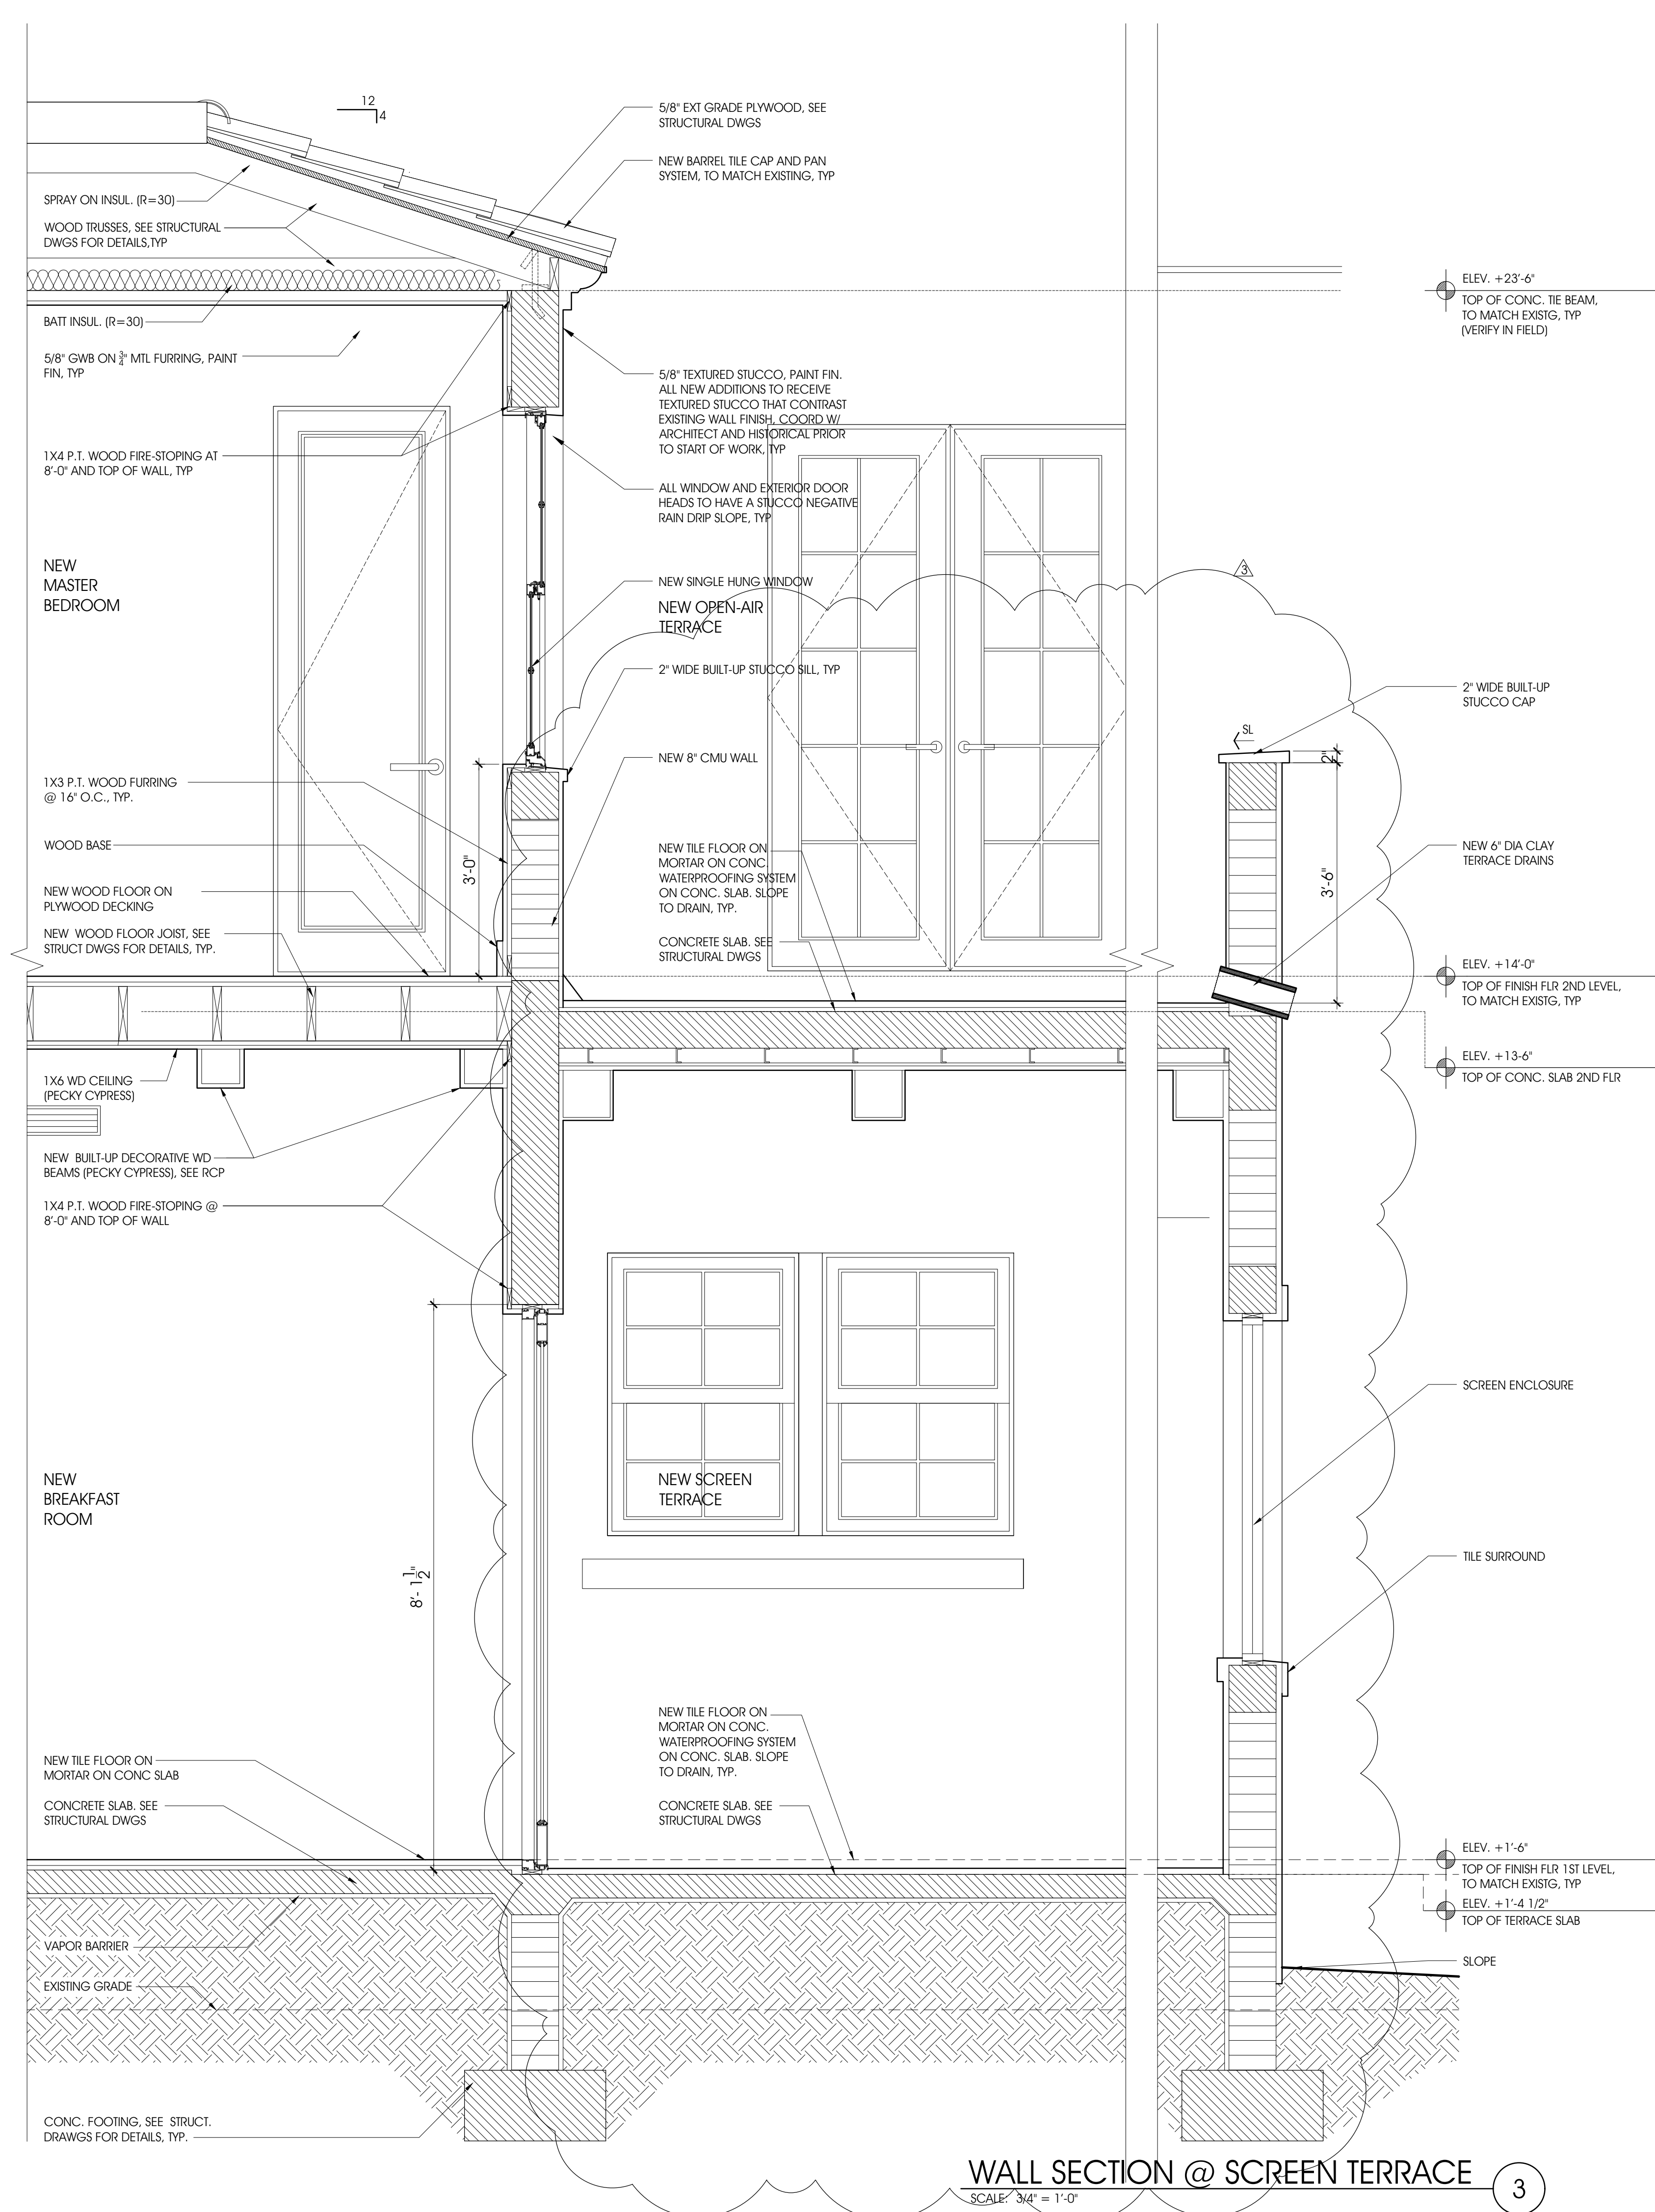 12
4
5/8" EXT GRADE PLYWOOD, SEE
STRUCTURAL DWGS
NEW BARREL TILE CAP AND PAN
SYSTEM, TO MATCH EXISTING, TYP
SPRAY ON INSUL. (R=30)
WOOD TRUSSES, SEE STRUCTURAL
DWGS FOR DETAILS,TYP
BATT INSUL. (R=30)
5/8" GWB ON 3/4" MTL FURRING, PAINT
FIN, TYP
ELEV. +23'-6"
TOP OF CONC. TIE BEAM,
TO MATCH EXISTG, TYP
(VERIFY IN FIELD)
5/8" TEXTURED STUCCO, PAINT FIN.
ALL NEW ADDITIONS TO RECEIVE
TEXTURED STUCCO THAT CONTRAST
EXISTING WALL FINISH, COORD W/
ARCHITECT AND HISTORICAL PRIOR
TO START OF WORK, TYP
1X4 P.T. WOOD FIRE-STOPING AT
8'-0" AND TOP OF WALL, TYP
ALL WINDOW AND EXTERIOR DOOR
HEADS TO HAVE A STUCCO NEGATIVE
RAIN DRIP SLOPE, TYP
NEW
MASTER
BEDROOM
NEW SINGLE HUNG WINDOW
NEW OPEN-AIR
TERRACE
3
2" WIDE BUILT-UP STUCCO SILL, TYP
2" WIDE BUILT-UP
STUCCO CAP
SL
2"
NEW 8" CMU WALL
1X3 P.T. WOOD FURRING
@ 16" O.C., TYP.
WOOD BASE
3'-0"
NEW TILE FLOOR ON
MORTAR ON CONC.
WATERPROOFING SYSTEM
ON CONC. SLAB. SLOPE
TO DRAIN, TYP.
NEW 6" DIA CLAY
TERRACE DRAINS
3'-6"
NEW WOOD FLOOR ON
PLYWOOD DECKING
NEW WOOD FLOOR JOIST, SEE
STRUCT DWGS FOR DETAILS, TYP.
CONCRETE SLAB. SEE
STRUCTURAL DWGS
ELEV. +14'-0"
TOP OF FINISH FLR 2ND LEVEL,
TO MATCH EXISTG, TYP
ELEV. +13-6"
TOP OF CONC. SLAB 2ND FLR
1X6 WD CEILING
(PECKY CYPRESS)
NEW BUILT-UP DECORATIVE WD
BEAMS (PECKY CYPRESS), SEE RCP
1X4 P.T. WOOD FIRE-STOPING @
8'-0" AND TOP OF WALL
SCREEN ENCLOSURE
NEW
BREAKFAST
ROOM
NEW SCREEN
TERRACE
8'- 1 1/2"
TILE SURROUND
NEW TILE FLOOR ON
MORTAR ON CONC.
WATERPROOFING SYSTEM
ON CONC. SLAB. SLOPE
TO DRAIN, TYP.
NEW TILE FLOOR ON
MORTAR ON CONC SLAB
CONCRETE SLAB. SEE
STRUCTURAL DWGS
CONCRETE SLAB. SEE
STRUCTURAL DWGS
ELEV. +1'-6"
TOP OF FINISH FLR 1ST LEVEL,
TO MATCH EXISTG, TYP
ELEV. +1'-4 1/2"
TOP OF TERRACE SLAB
VAPOR BARRIER
SLOPE
EXISTING GRADE
CONC. FOOTING, SEE STRUCT.
DRAWGS FOR DETAILS, TYP.
WALL SECTION @ SCREEN TERRACE
3
SCALE: 3/4" = 1'-0"